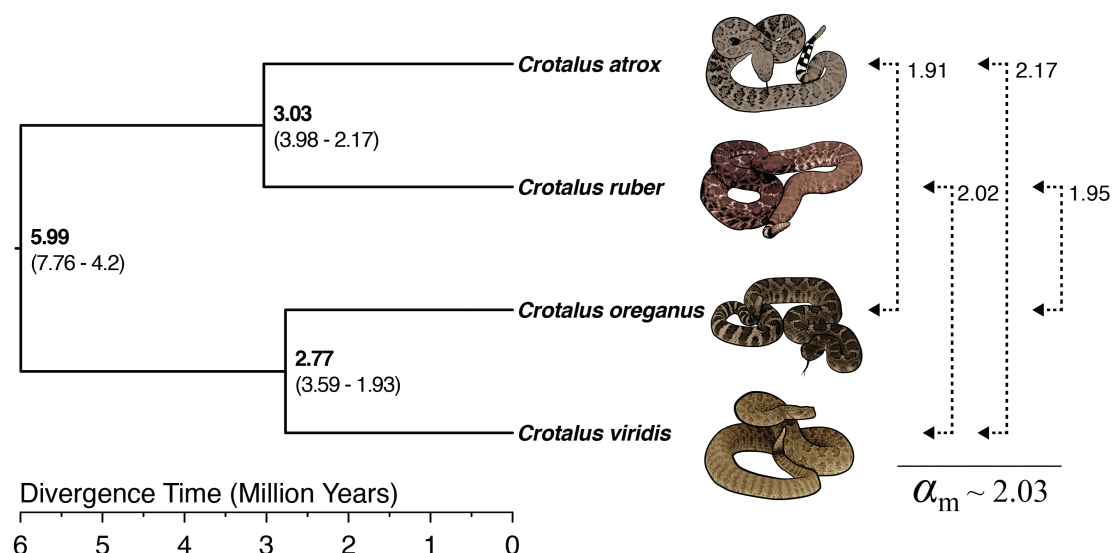 Crotalus atrox
1.91
2.17
3.03
(3.98 - 2.17)
Crotalus ruber
2.02
1.95
5.99
(7.76 - 4.2)
Crotalus oreganus
2.77
(3.59 - 1.93)
Crotalus viridis
Divergence Time (Million Years)
αm ~ 2.03
6 5 4 3 2 1 0